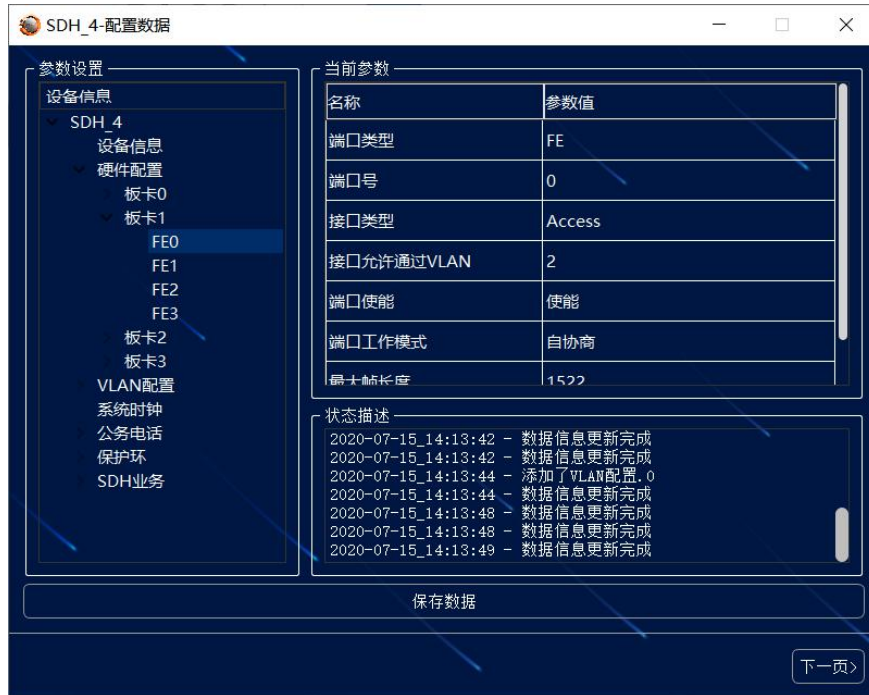 SDH_4-配置数据
参数设置
设备信息
SDH_4
设备信息
硬件配置
板卡0
板卡1
FE0
FE1
FE2
FE3
板卡2
板卡3
VLAN配置
系统时钟
公务电话
保护环
SDH业务
当前参数
名称 参数值
端口类型 FE
端口号 0
接口类型 Access
接口允许通过VLAN 2
端口使能 使能
端口工作模式 自协商
最大帧长度 1522
状态描述
2020-07-15_14:13:42 - 数据信息更新完成
2020-07-15_14:13:42 - 数据信息更新完成
2020-07-15_14:13:44 - 添加了VLAN配置.0
2020-07-15_14:13:44 - 数据信息更新完成
2020-07-15_14:13:48 - 数据信息更新完成
2020-07-15_14:13:48 - 数据信息更新完成
2020-07-15_14:13:49 - 数据信息更新完成
保存数据
下一页>